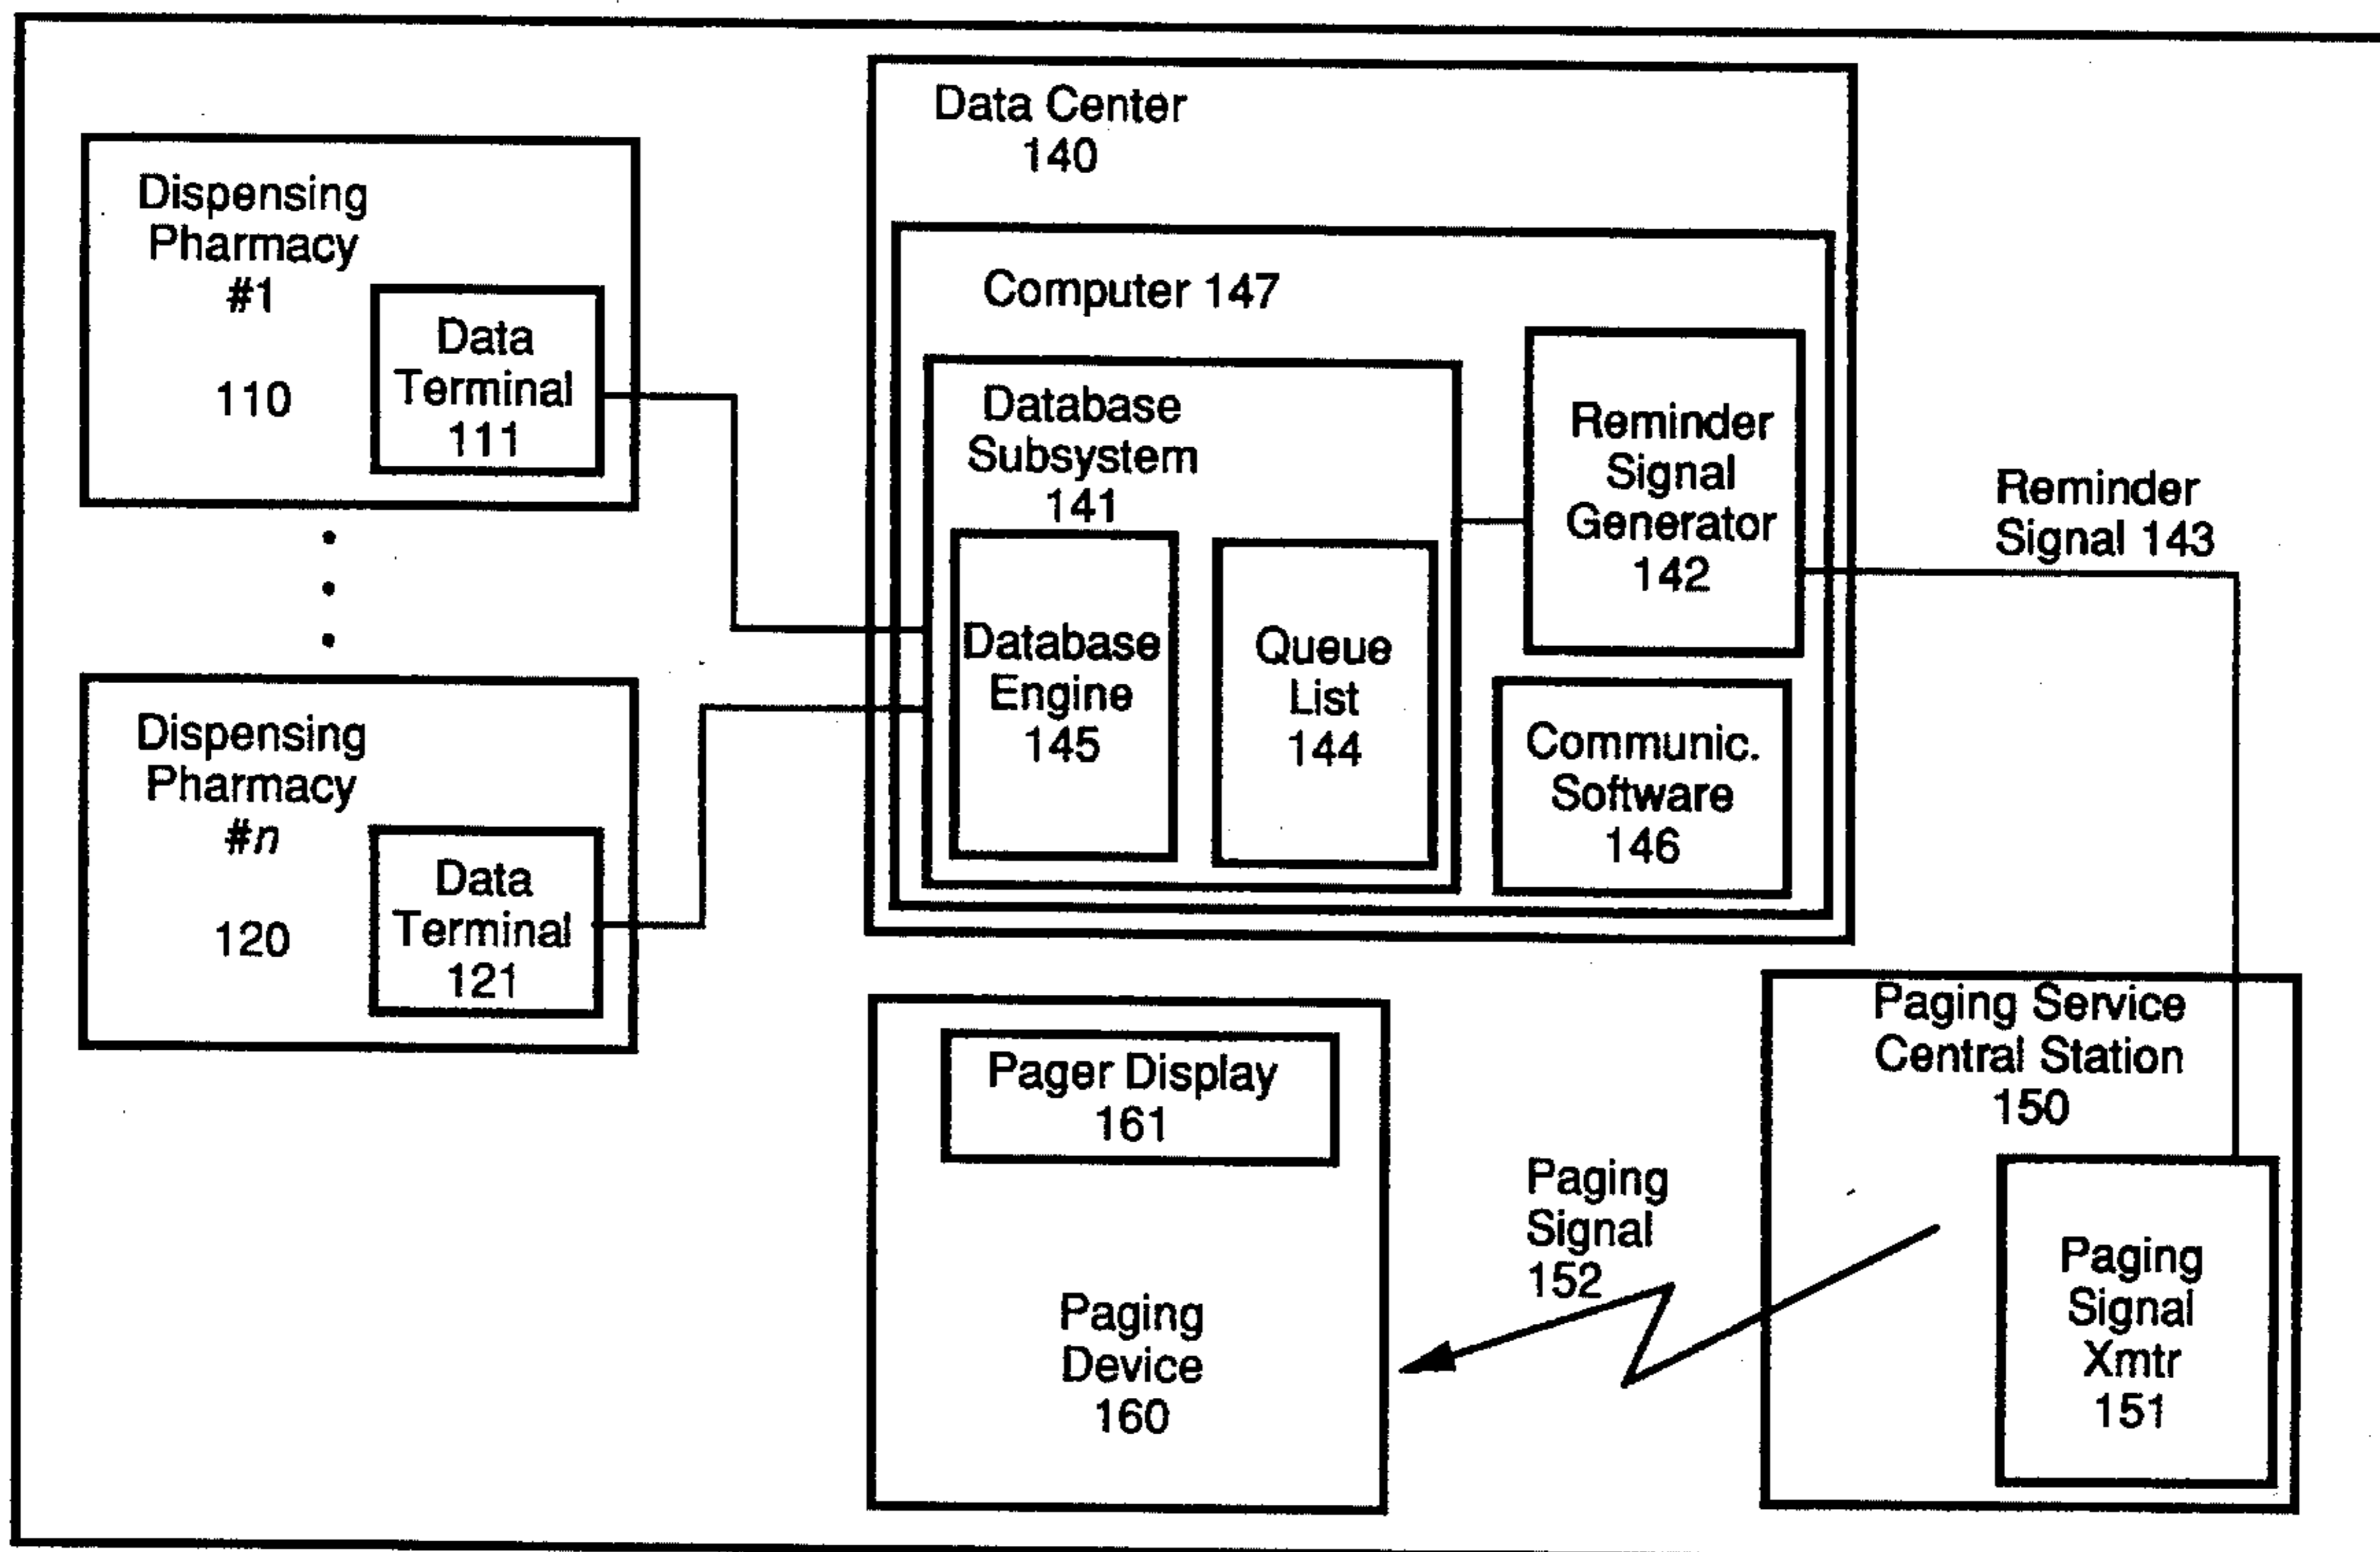 Dispensing
Pharmacy
#1
110
Data
Terminal
111
Dispensing
Pharmacy
#n
120
Data
Terminal
121
Data Center
140
Computer 147
Database
Subsystem
141
Database
Engine
145
Queue
List
144
Reminder
Signal
Generator
142
Communic.
Software
146
Reminder
Signal 143
Paging Service
Central Station
150
Paging
Signal
Xmtr
151
Paging
Signal
152
Pager Display
161
Paging
Device
160